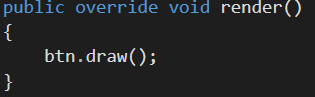 public override void render()
{
    btn.draw();
}